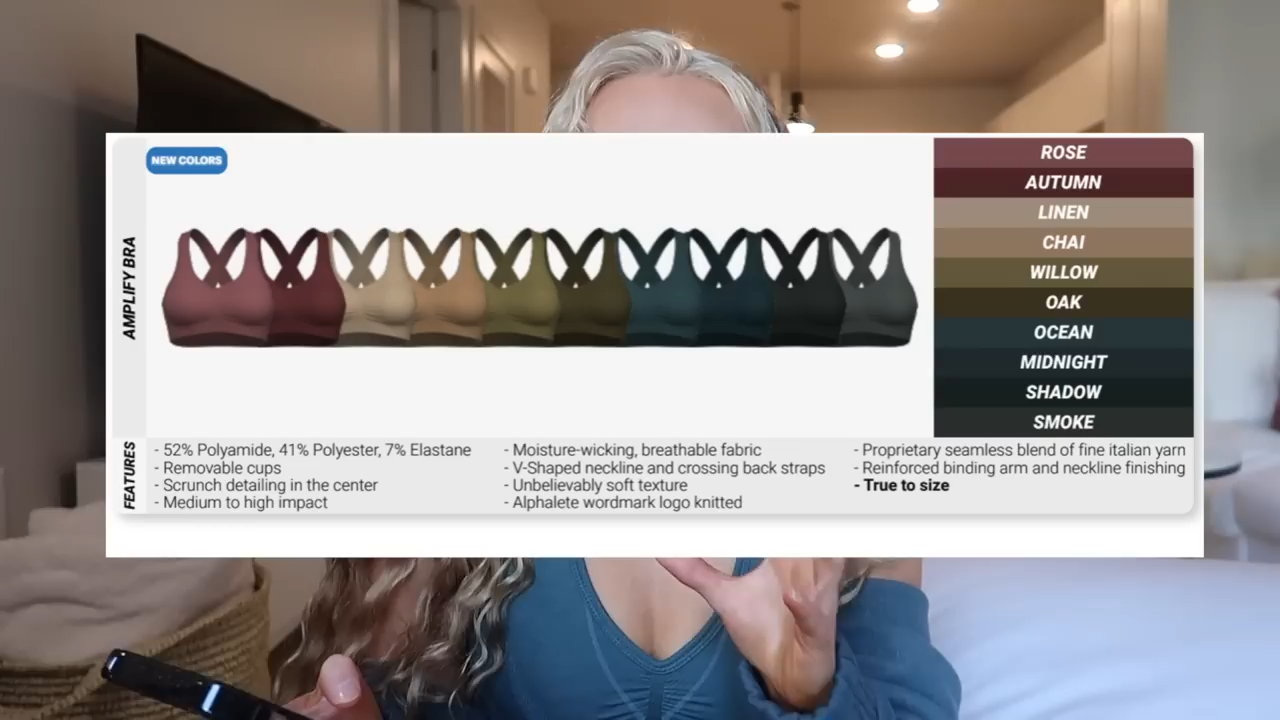 NEW COLORS
AMPLIFY BRA
ROSE
AUTUMN
LINEN
CHAI
WILLOW
OAK
OCEAN
MIDNIGHT
SHADOW
SMOKE
FEATURES
- 52% Polyamide, 41% Polyester, 7% Elastane
- Removable cups
- Scrunch detailing in the center
- Medium to high impact
- Moisture-wicking, breathable fabric
- V-Shaped neckline and crossing back straps
- Unbelievably soft texture
- Alphalete wordmark logo knitted
- Proprietary seamless blend of fine italian yarn
- Reinforced binding arm and neckline finishing
- True to size